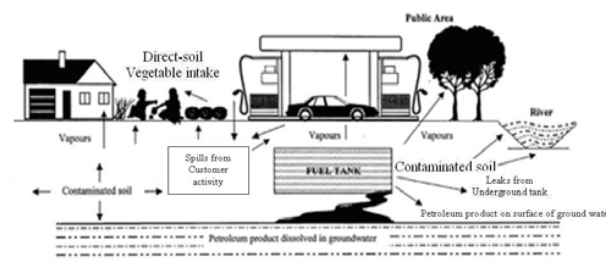 Public Area
Direct-soil
Vegetable intake
River
Vapours
Vapours
Vapours
Spills from
Customer
activity
FUEL TANK
Contaminated soil
Contaminated soil
Leaks from
Underground tank
Petroleum product on surface of ground wate
Petroleum product dissolved in groundwater